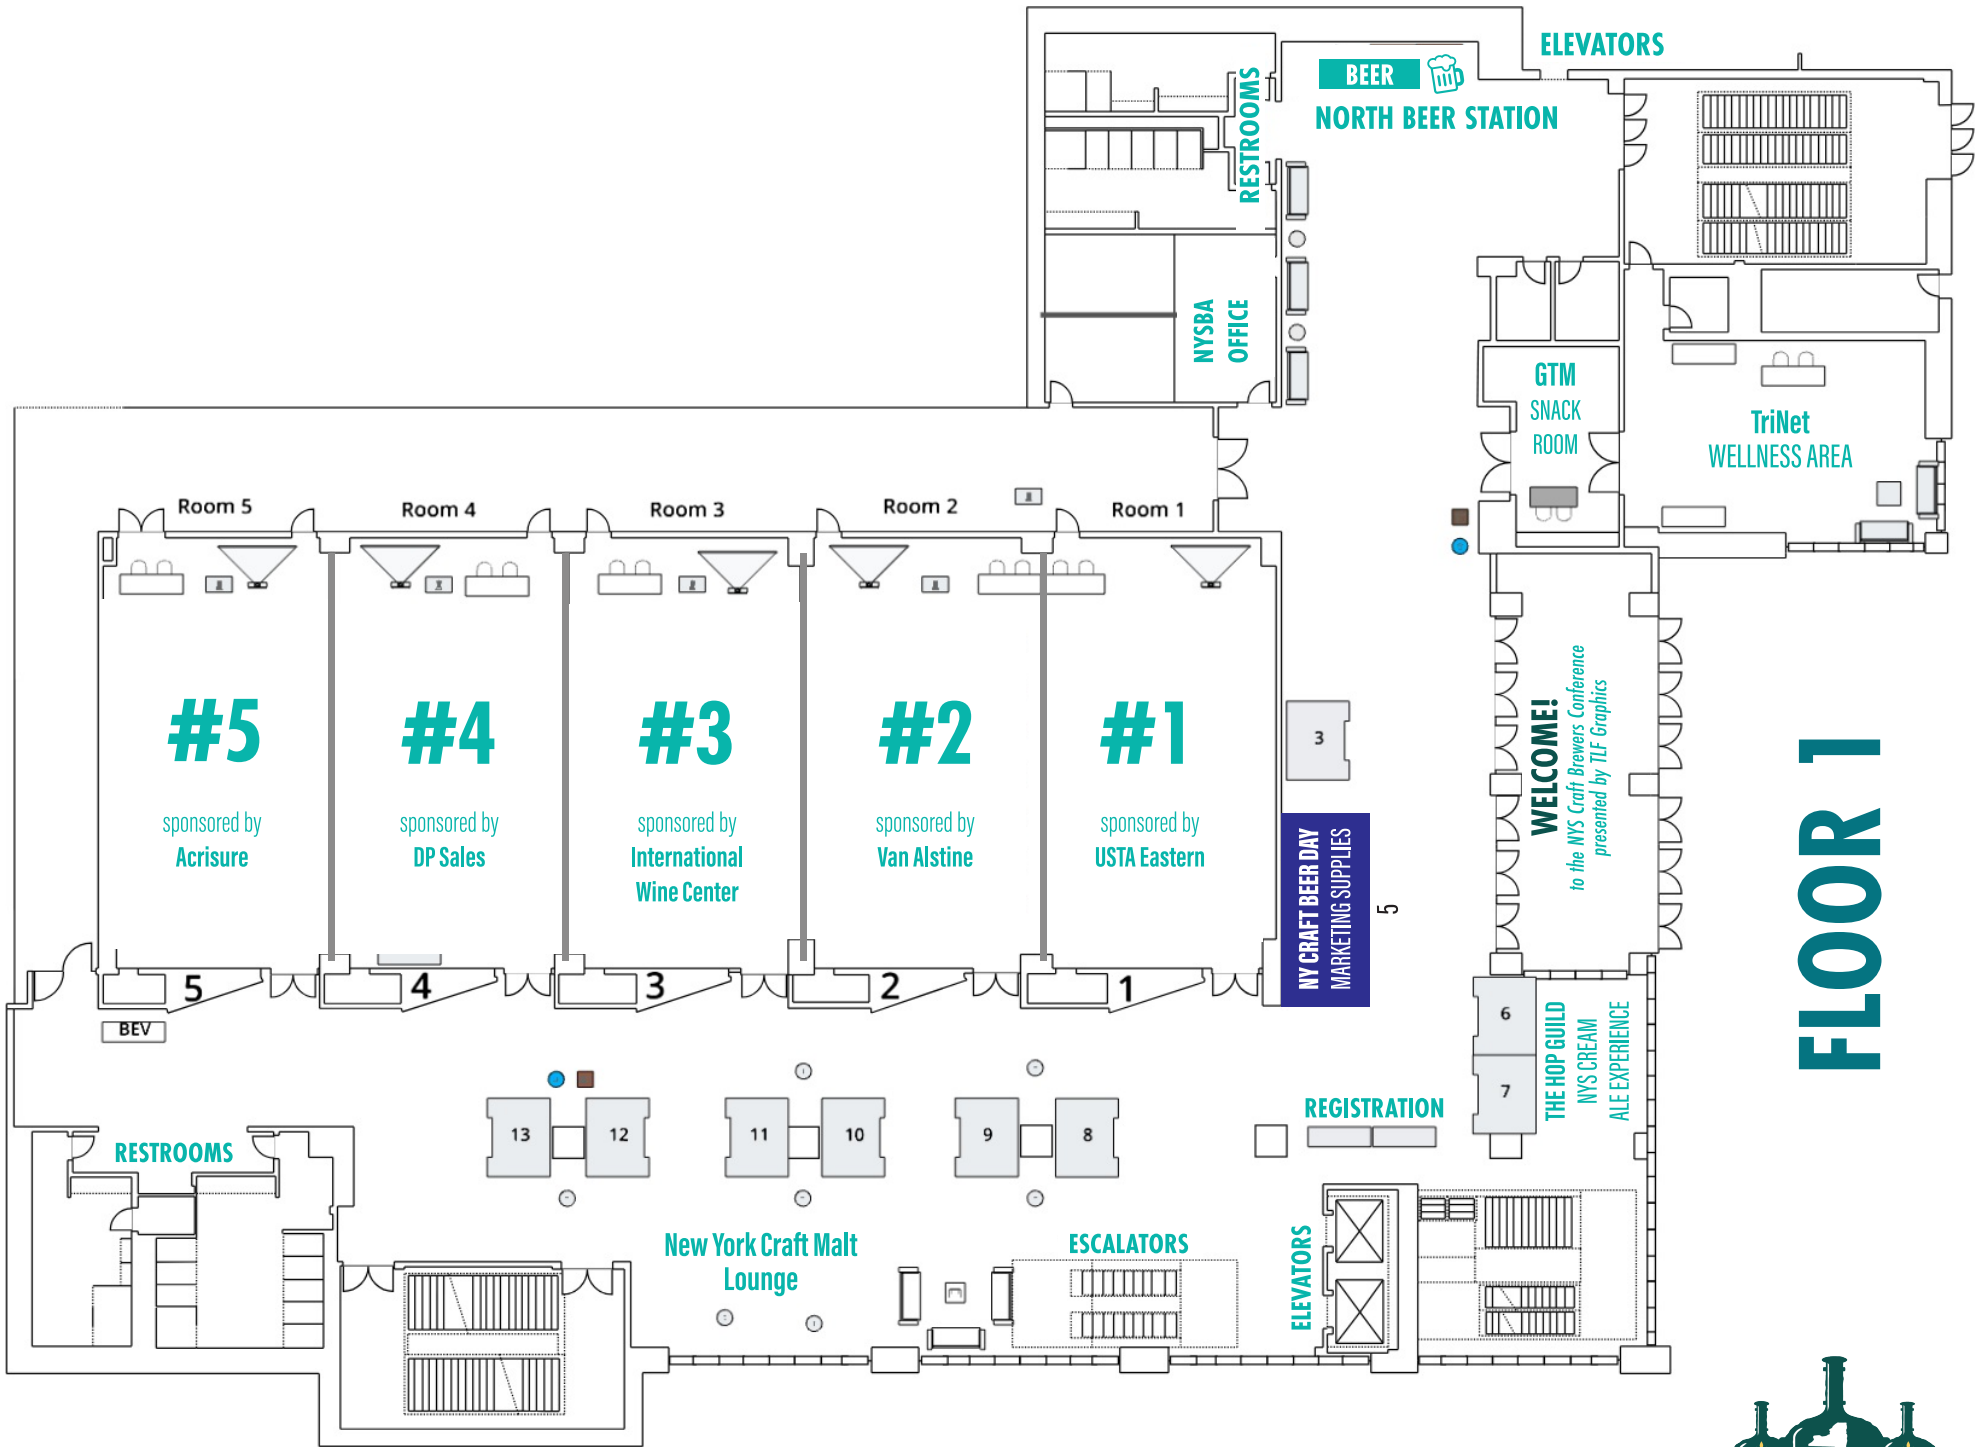 ELEVATORS
BEER
NORTH BEER STATION
RESTROOMS
NYSBA
OFFICE
GTM
SNACK
ROOM
TriNet
WELLNESS AREA
Room 5
Room 4
Room 3
Room 2
Room 1
#5
sponsored by
Acrisure
#4
sponsored by
DP Sales
#3
sponsored by
International
Wine Center
#2
sponsored by
Van Alstine
#1
sponsored by
USTA Eastern
3
NY CRAFT BEER DAY
MARKETING SUPPLIES
5
WELCOME!
to the NYS Craft Brewers Conference
presented by TLF Graphics
FLOOR 1
5
4
3
2
1
BEV
6
7
THE HOP GUILD
NYS CREAM
ALE EXPERIENCE
13
12
11
10
9
8
REGISTRATION
RESTROOMS
New York Craft Malt
Lounge
ESCALATORS
ELEVATORS